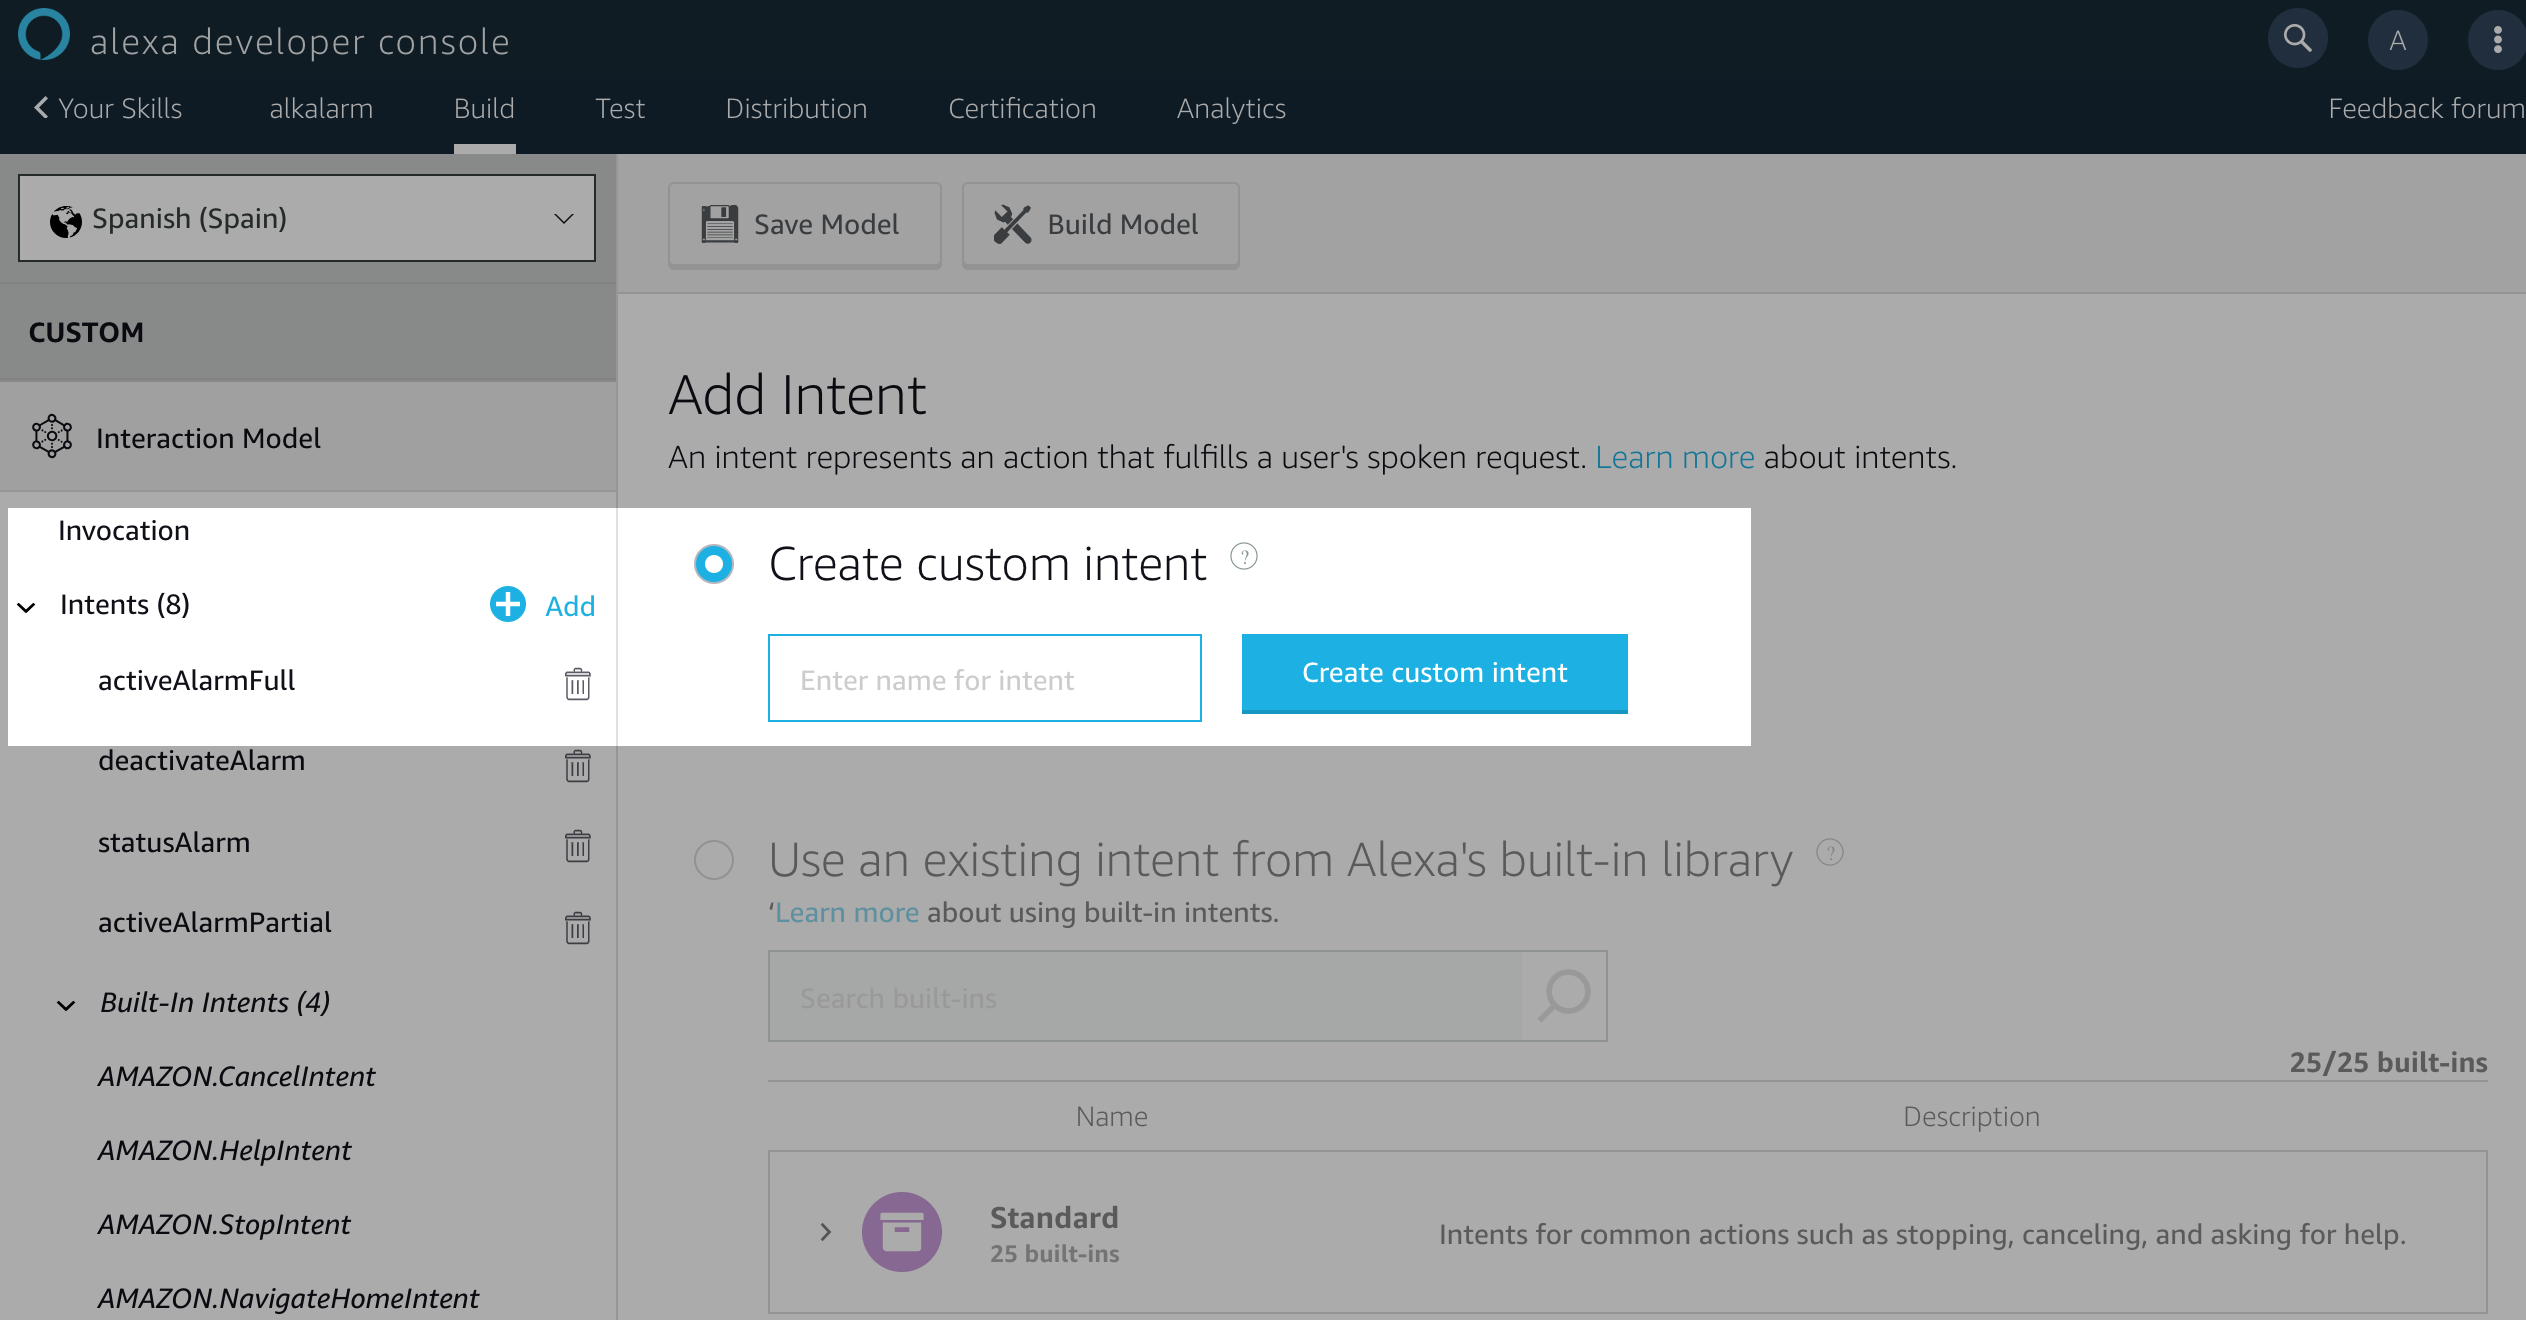 alexa developer console
A
Your Skills
alkalarm
Build
Test
Distribution
Certification
Analytics
Feedback forum
Spanish (Spain)
CUSTOM
Interaction Model
Invocation
Intents (8)
Add
activeAlarmFull
deactivateAlarm
statusAlarm
activeAlarmPartial
Built-In Intents (4)
AMAZON.CancelIntent
AMAZON.HelpIntent
AMAZON.StopIntent
AMAZON.NavigateHomeIntent
Save Model
Build Model
Add Intent
An intent represents an action that fulfills a user's spoken request. Learn more about intents.
Create custom intent ?
Enter name for intent
Create custom intent
Use an existing intent from Alexa's built-in library ?
‘Learn more about using built-in intents.
Search built-ins
25/25 built-ins
Name
Description
Standard
25 built-ins
Intents for common actions such as stopping, canceling, and asking for help.